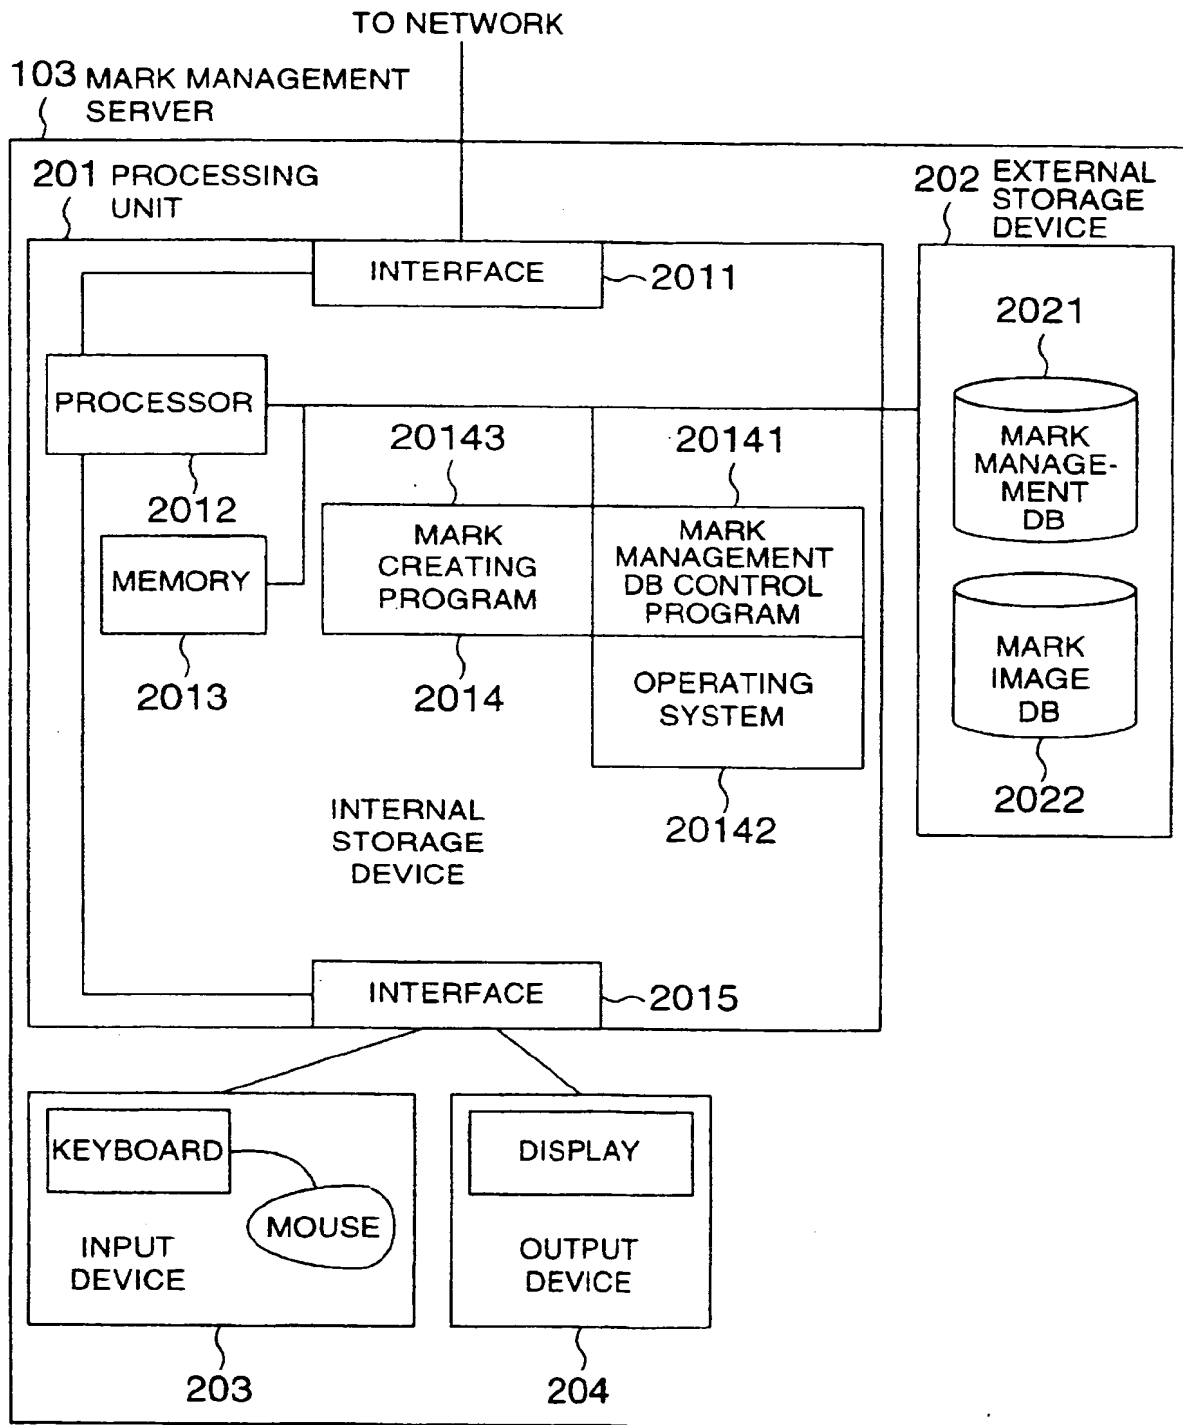 TO NETWORK
103 MARK MANAGEMENT
SERVER
201 PROCESSING
UNIT
202 EXTERNAL
STORAGE
DEVICE
INTERFACE
2011
PROCESSOR
2012
MEMORY
2013
20143
MARK
CREATING
PROGRAM
2014
20141
MARK
MANAGEMENT
DB CONTROL
PROGRAM
OPERATING
SYSTEM
20142
INTERNAL
STORAGE
DEVICE
2021
MARK
MANAGE-
MENT
DB
MARK
IMAGE
DB
2022
INTERFACE
2015
KEYBOARD
MOUSE
INPUT
DEVICE
203
DISPLAY
OUTPUT
DEVICE
204